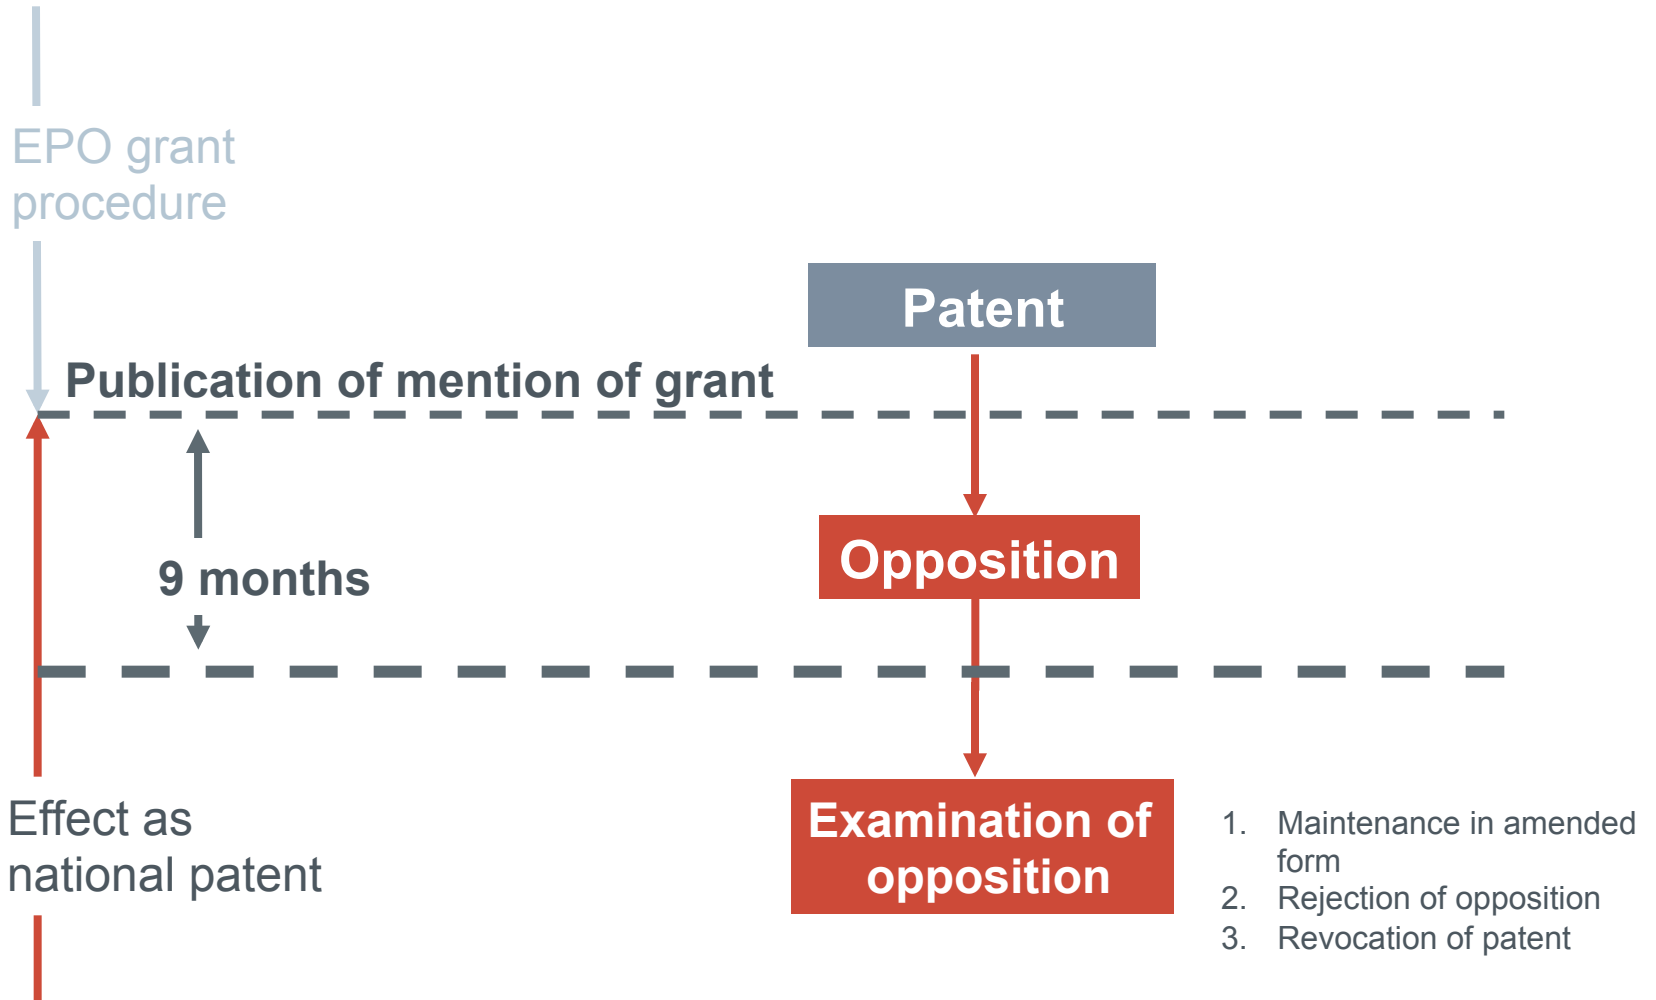 EPO grant
procedure
Patent
Publication of mention of grant
Opposition
9 months
Effect as
national patent
Examination of
opposition
1. Maintenance in amended
form
2. Rejection of opposition
3. Revocation of patent